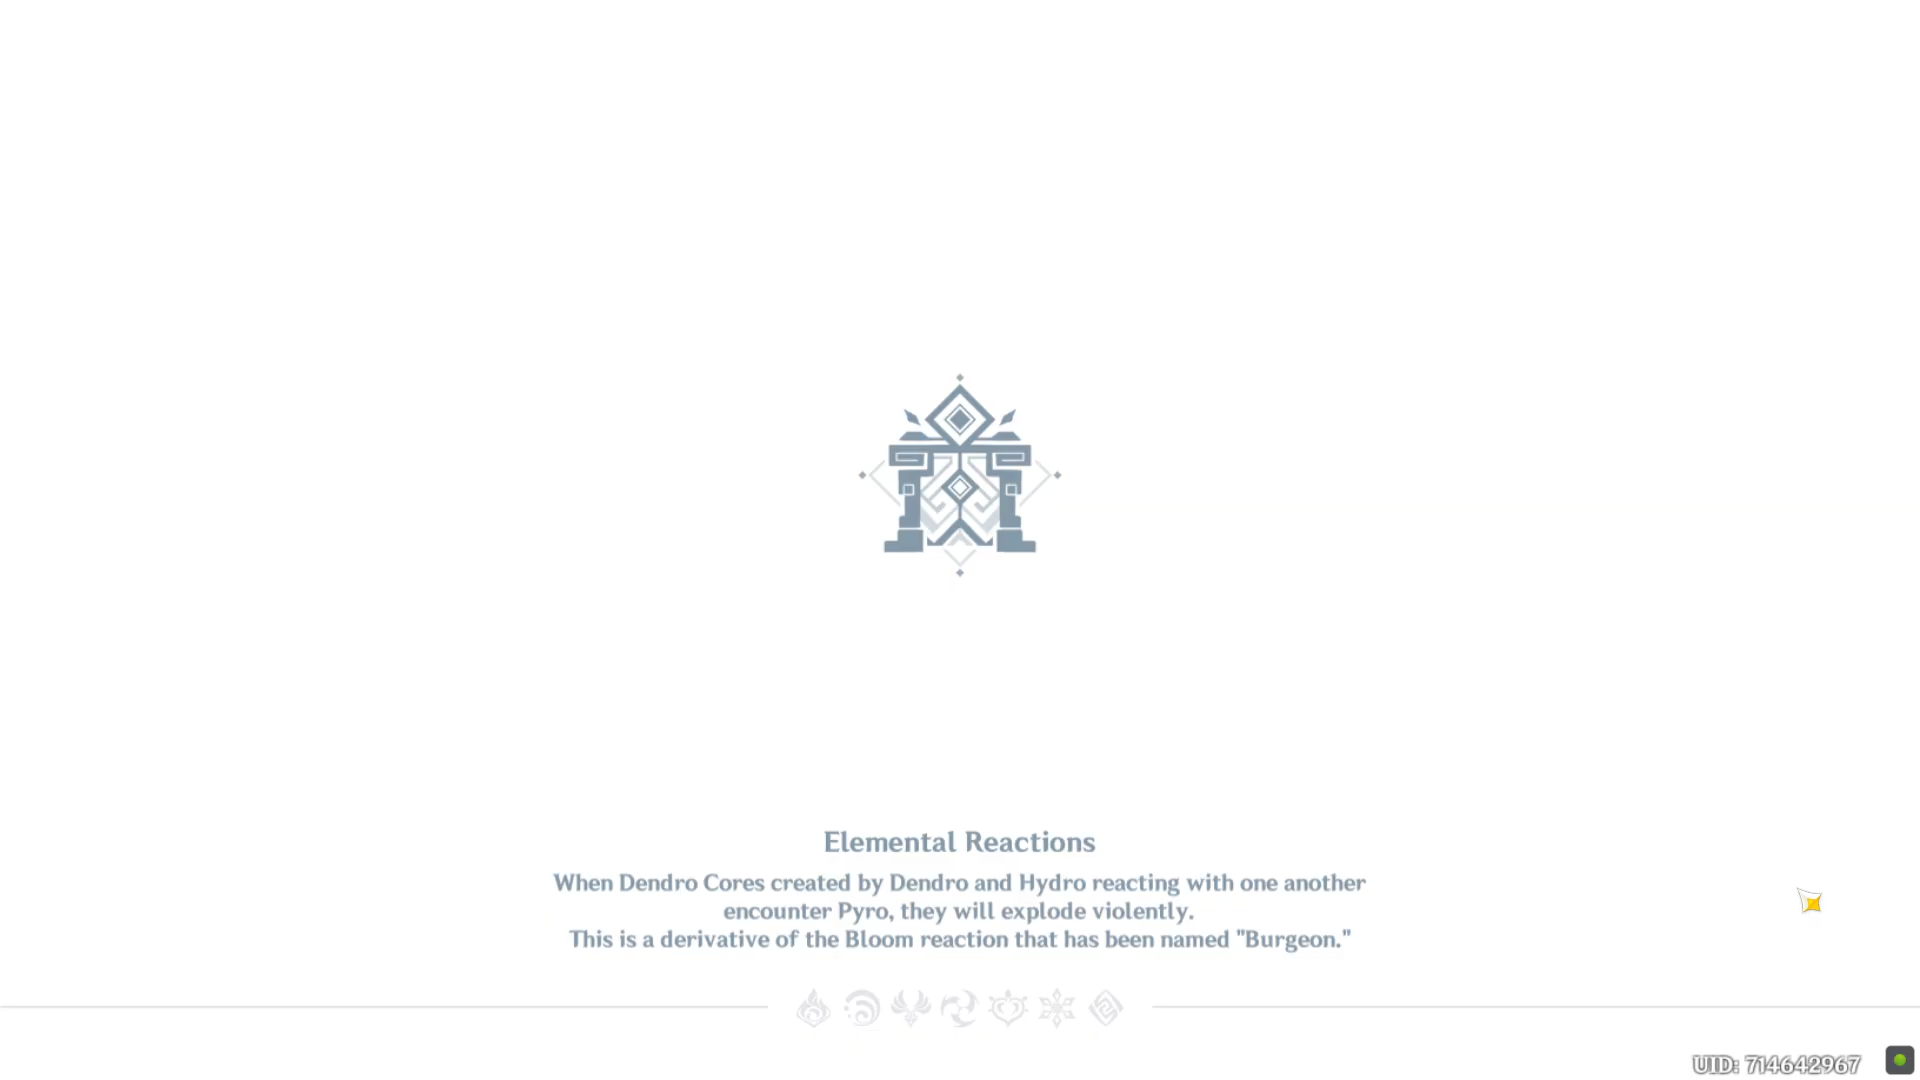 Elemental Reactions
When Dendro Cores created by Dendro and Hydro reacting with one another
encounter Pyro, they will explode violently.
This is a derivative of the Bloom reaction that has been named "Burgeon."
UID: 714642967